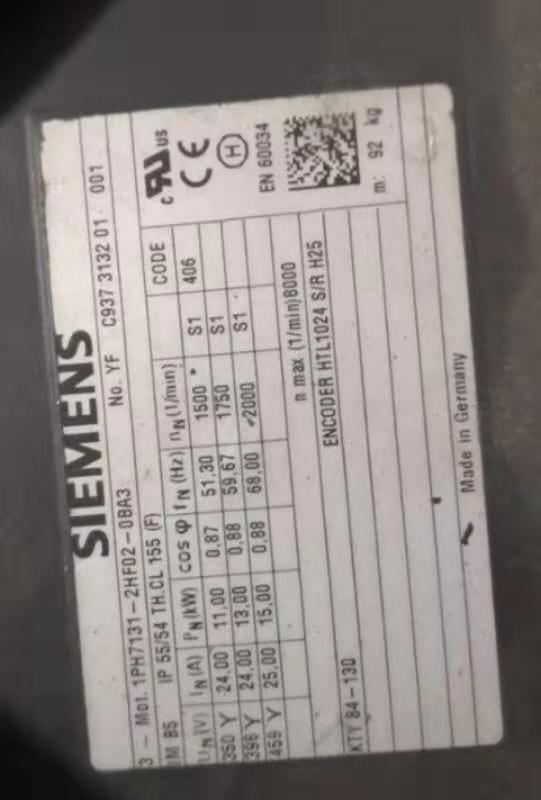 SIEMENS
3 ~ Mot. 1PH7131-2HF02-0BA3 No. YF C937 3132 01 001
IM B5 IP 55/54 TH.CL 155 (F)
UN(V) IN(A) PN(kW) cos φ fN(Hz) nN(1/min) CODE
350 Y 24,00 11,00 0,87 51,30 1500 S1 406
398 Y 24,00 13,00 0,88 59,67 1750 S1
459 Y 25,00 15,00 0,88 68,00 2000 S1
n max (1/min)8000
ENCODER HTL1024 S/R H25
KTY 84-130
c RU us
CE
H
EN 60034
m: 92 kg
Made in Germany